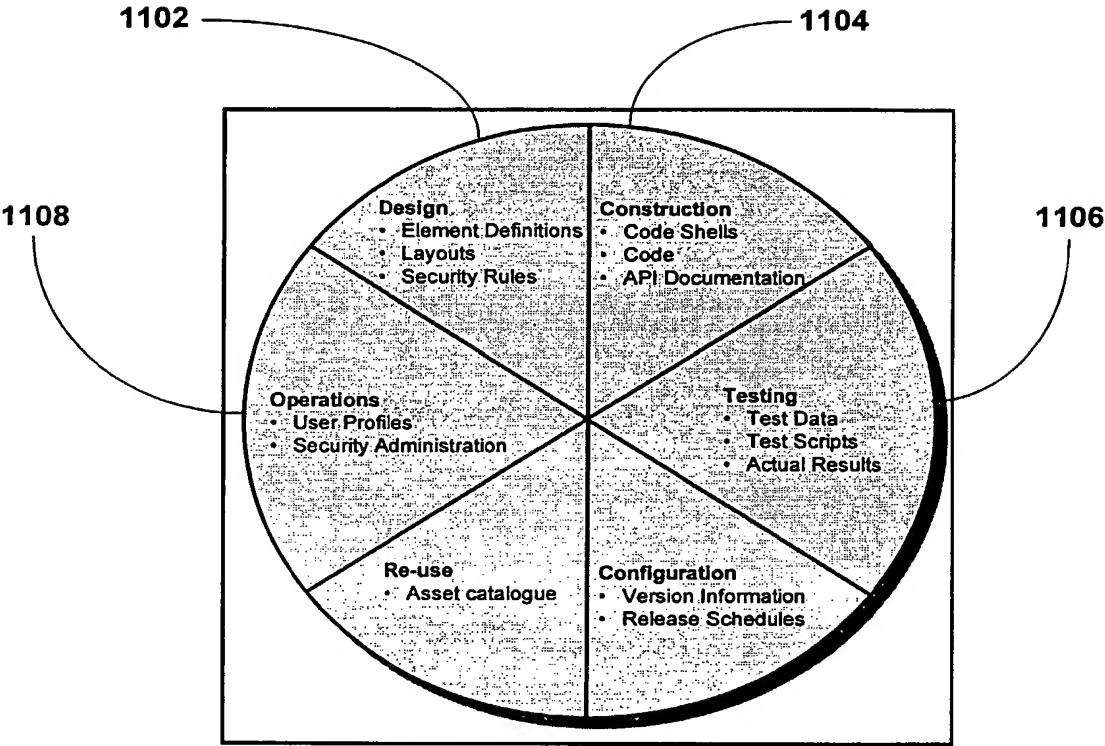 1102
1104
1108
1106
Design
• Element Definitions
• Layouts
• Security Rules
Construction
• Code Shells
• Code
• API Documentation
Operations
• User Profiles
• Security Administration
Testing
• Test Data
• Test Scripts
• Actual Results
Re-use
• Asset catalogue
Configuration
• Version Information
• Release Schedules